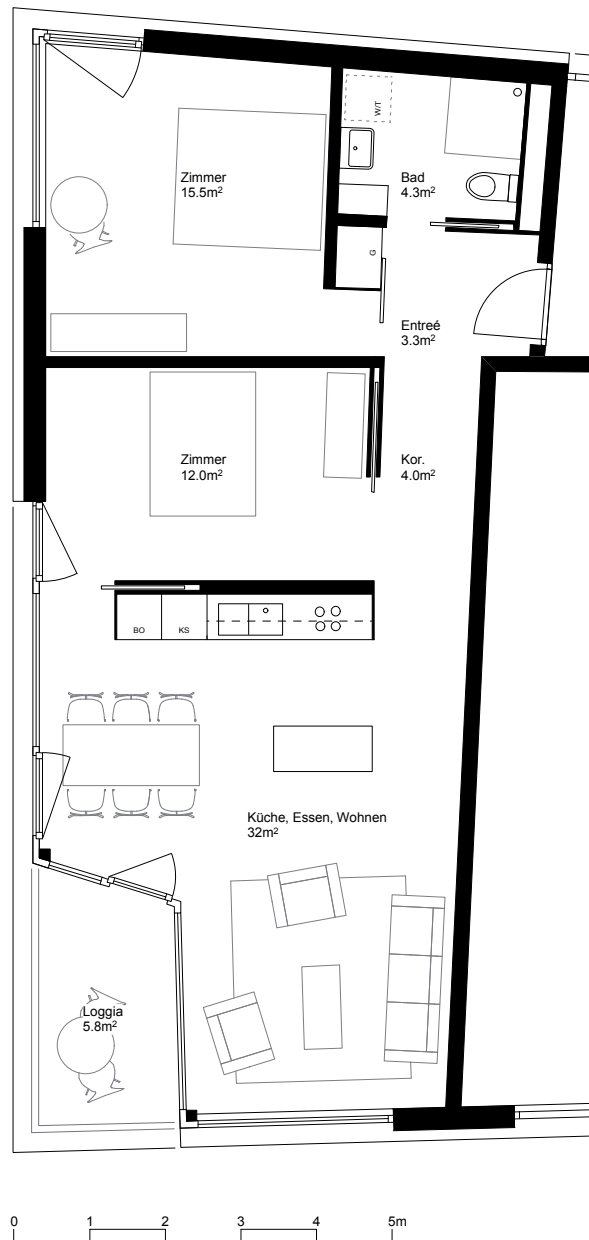 W/T
Zimmer
15.5m²
Bad
4.3m²
G
Entreé
3.3m²
Zimmer
12.0m²
Kor.
4.0m²
BO
KS
Küche, Essen, Wohnen
32m²
Loggia
5.8m²
0 1 2 3 4 5m